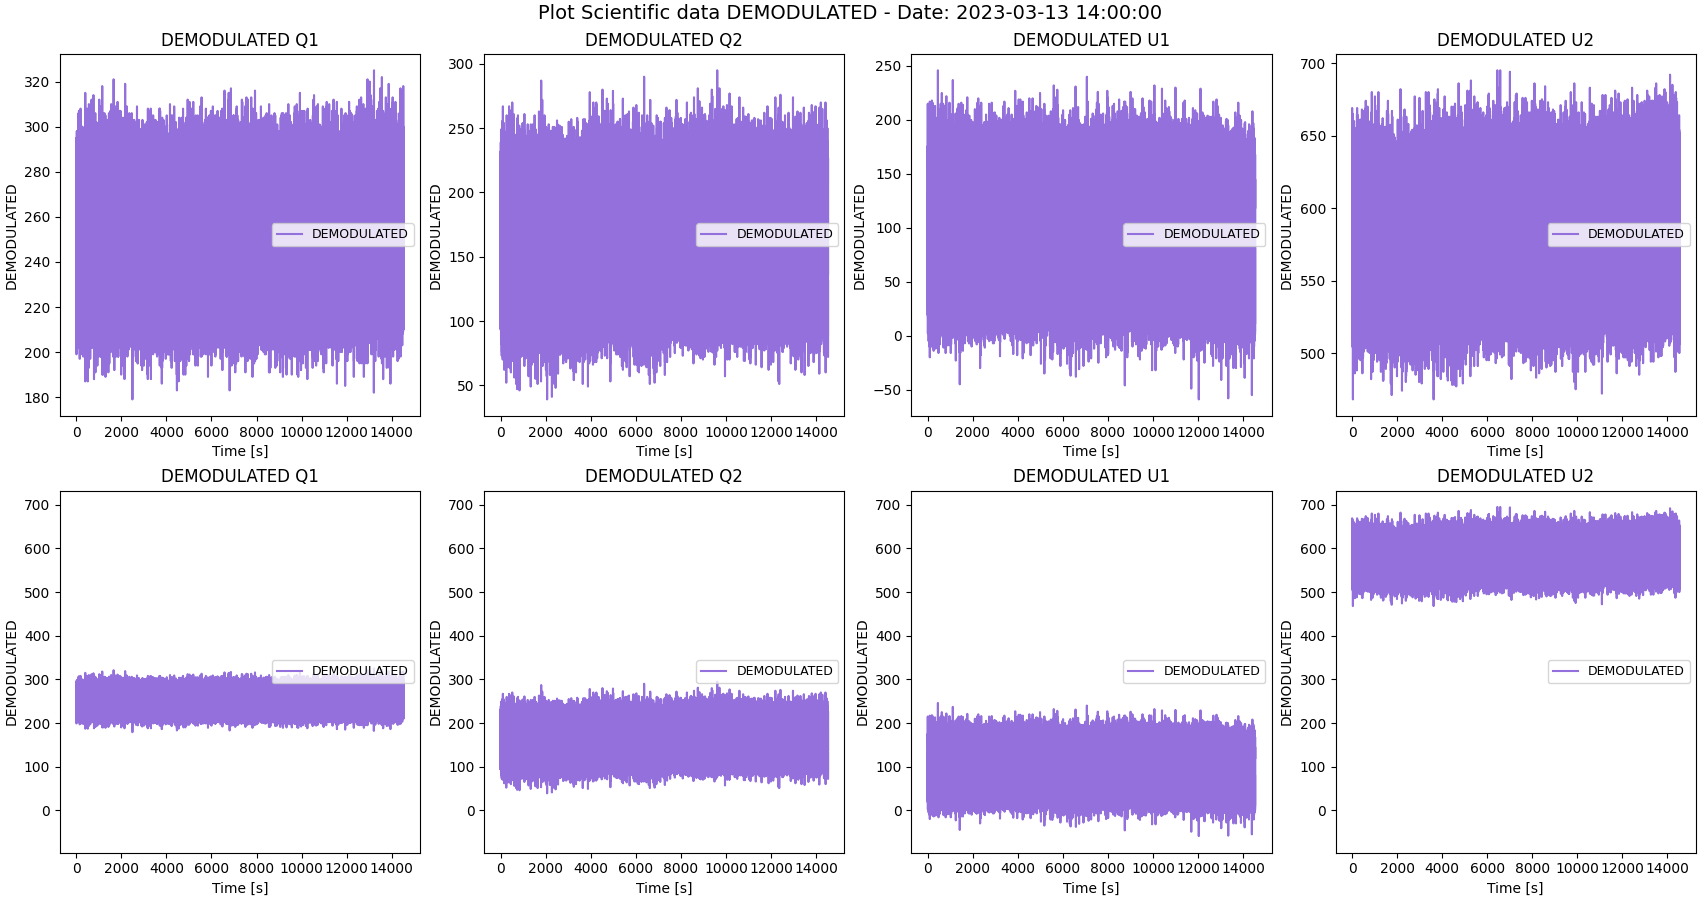 Plot Scientific data DEMODULATED - Date: 2023-03-13 14:00:00
DEMODULATED Q1
DEMODULATED
320
300
280
260
240
220
200
180
DEMODULATED
0 2000 4000 6000 8000 10000 12000 14000
Time [s]
DEMODULATED Q2
DEMODULATED
300
250
200
150
100
50
DEMODULATED
0 2000 4000 6000 8000 10000 12000 14000
Time [s]
DEMODULATED U1
DEMODULATED
250
200
150
100
50
0
−50
DEMODULATED
0 2000 4000 6000 8000 10000 12000 14000
Time [s]
DEMODULATED U2
DEMODULATED
700
650
600
550
500
DEMODULATED
0 2000 4000 6000 8000 10000 12000 14000
Time [s]
DEMODULATED Q1
DEMODULATED
700
600
500
400
300
200
100
0
DEMODULATED
0 2000 4000 6000 8000 10000 12000 14000
Time [s]
DEMODULATED Q2
DEMODULATED
700
600
500
400
300
200
100
0
DEMODULATED
0 2000 4000 6000 8000 10000 12000 14000
Time [s]
DEMODULATED U1
DEMODULATED
700
600
500
400
300
200
100
0
DEMODULATED
0 2000 4000 6000 8000 10000 12000 14000
Time [s]
DEMODULATED U2
DEMODULATED
700
600
500
400
300
200
100
0
DEMODULATED
0 2000 4000 6000 8000 10000 12000 14000
Time [s]